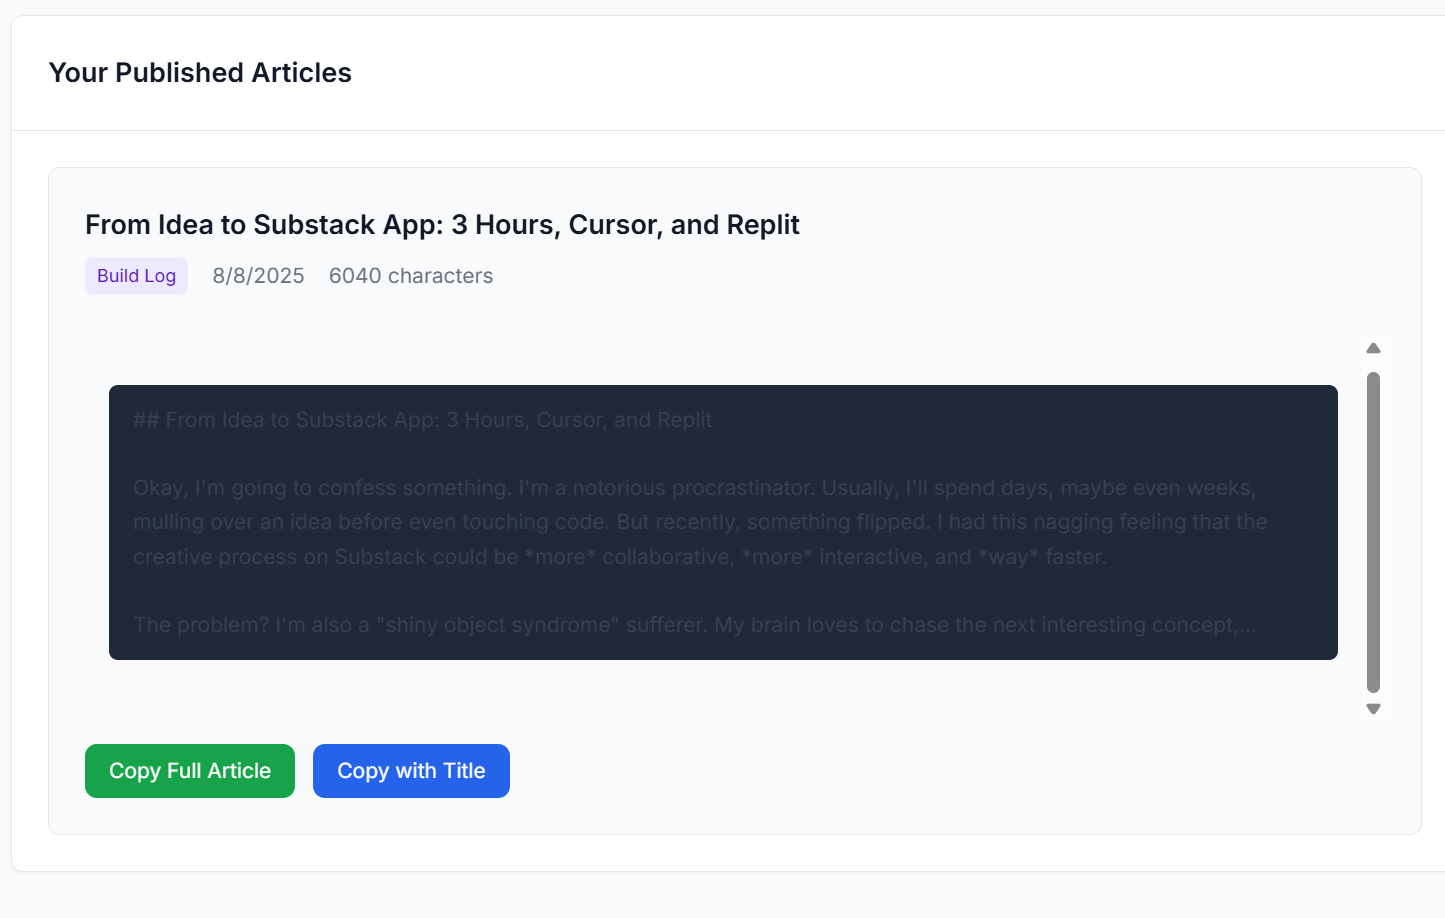 Your Published Articles
From Idea to Substack App: 3 Hours, Cursor, and Replit
Build Log 8/8/2025 6040 characters
## From Idea to Substack App: 3 Hours, Cursor, and Replit
Okay, I'm going to confess something. I'm a notorious procrastinator. Usually, I'll spend days, maybe even weeks,
mulling over an idea before even touching code. But recently, something flipped. I had this nagging feeling that the
creative process on Substack could be *more* collaborative, *more* interactive, and *way* faster.
The problem? I'm also a "shiny object syndrome" sufferer. My brain loves to chase the next interesting concept,...
Copy Full Article Copy with Title